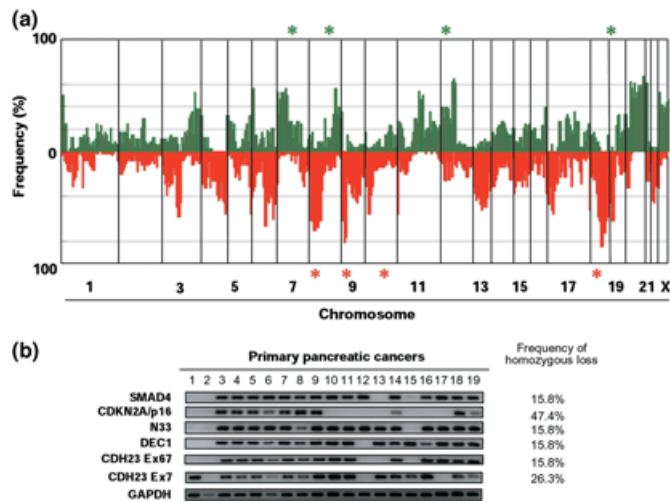 (a)
100
Frequency (%)
0
100
* * * *
* * * *
1 3 5 7 9 11 13 15 17 19 21 X
Chromosome
(b)
Primary pancreatic cancers
Frequency of
homozygous loss
1 2 3 4 5 6 7 8 9 10 11 12 13 14 15 16 17 18 19
SMAD4 15.8%
CDKN2A/p16 47.4%
N33 15.8%
DEC1 15.8%
CDH23 Ex67 15.8%
CDH23 Ex7 26.3%
GAPDH